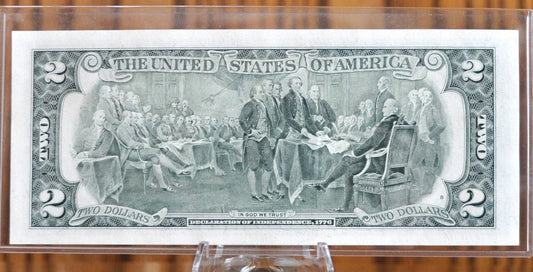 2 THE UNITED STATES OF AMERICA 2
TWO TWO
2 TWO DOLLARS IN GOD WE TRUST TWO DOLLARS 2
DECLARATION OF INDEPENDENCE, 1776